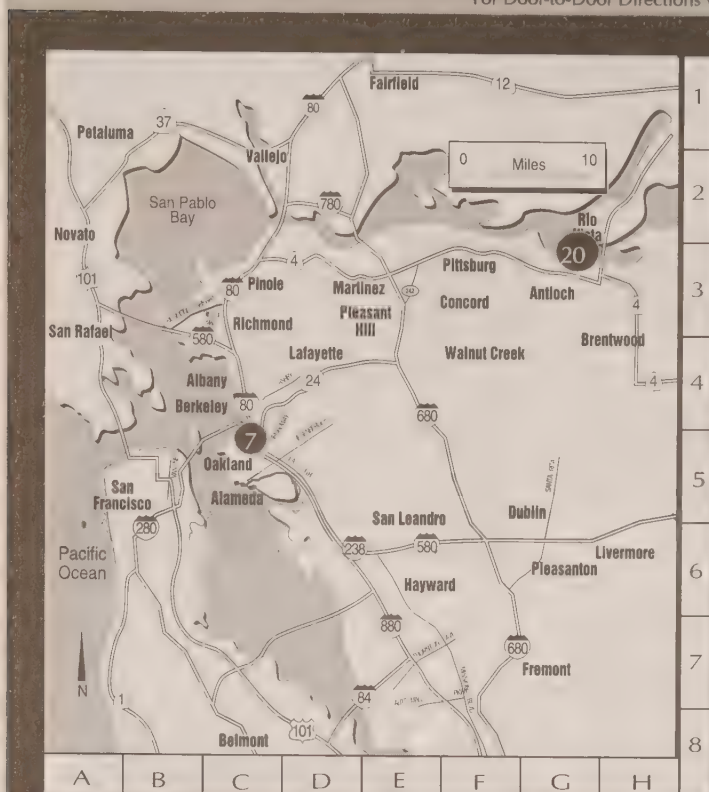 For Door-to-Door Directions
Fairfield
80
12
1
Petaluma
37
Vallejo
0 Miles 10
San Pablo
Bay
780
2
Novato
Rio
Vista
20
101
4
Pittsburg
80
Pinole
Martinez
242
Antioch
3
Concord
4
San Rafael
580
Richmond
Pleasant
Hill
Brentwood
Lafayette
Walnut Creek
Albany
24
4
4
Berkeley
80
680
7
Oakland
San
Francisco
Alameda
5
280
San Leandro
Dublin
Pacific
Ocean
238
580
Livermore
Pleasanton
6
Hayward
880
680
7
N
Fremont
1
84
101
Belmont
8
A B C D E F G H